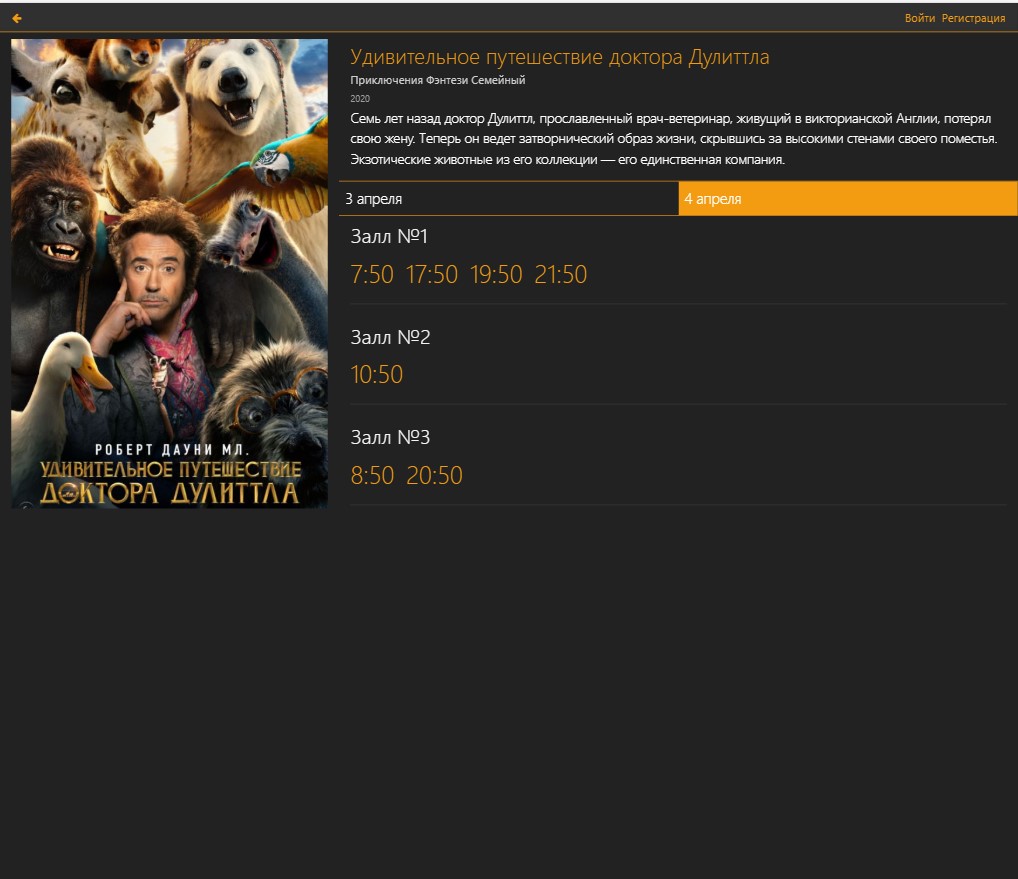 Войти Регистрация
Удивительное путешествие доктора Дулиттла
Приключения Фэнтези Семейный
2020
Семь лет назад доктор Дулиттл, прославленный врач-ветеринар, живущий в викторианской Англии, потерял
свою жену. Теперь он ведет затворнический образ жизни, скрывшись за высокими стенами своего поместья.
Экзотические животные из его коллекции — его единственная компания.
3 апреля
4 апреля
Залл №1
7:50 17:50 19:50 21:50
Залл №2
10:50
Залл №3
8:50 20:50
РОБЕРТ ДАУНИ МЛ.
УДИВИТЕЛЬНОЕ ПУТЕШЕСТВИЕ
ДОКТОРА ДУЛИТТЛА